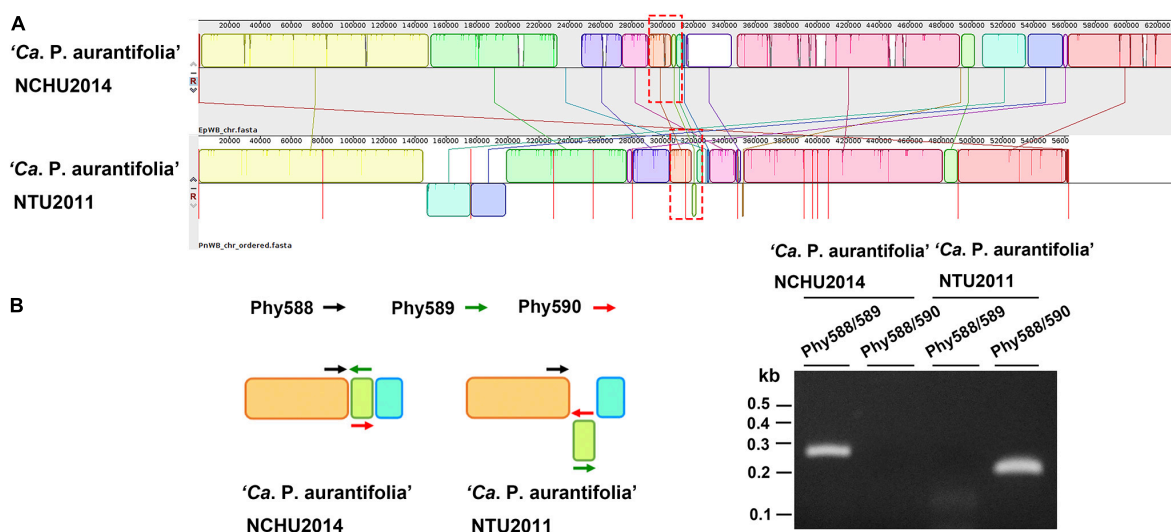 A
20000 40000 60000 80000 100000 120000 140000 160000 180000 200000 220000 240000 260000 280000 300000 320000 340000 360000 380000 400000 420000 440000 460000 480000 500000 520000 540000 560000 580000 600000 620000
'Ca. P. aurantifolia'
NCHU2014
R
EpWB_chr.fasta
20000 40000 60000 80000 100000 120000 140000 160000 180000 200000 220000 240000 260000 280000 300000 320000 340000 360000 380000 400000 420000 440000 460000 480000 500000 520000 540000 5600
'Ca. P. aurantifolia'
NTU2011
R
PnWB_chr_ordered.fasta
B
Phy588 Phy589 Phy590
'Ca. P. aurantifolia'
NCHU2014
'Ca. P. aurantifolia'
NTU2011
'Ca. P. aurantifolia' 'Ca. P. aurantifolia'
NCHU2014 NTU2011
Phy588/589 Phy588/590 Phy588/589 Phy588/590
kb
0.5
0.4
0.3
0.2
0.1